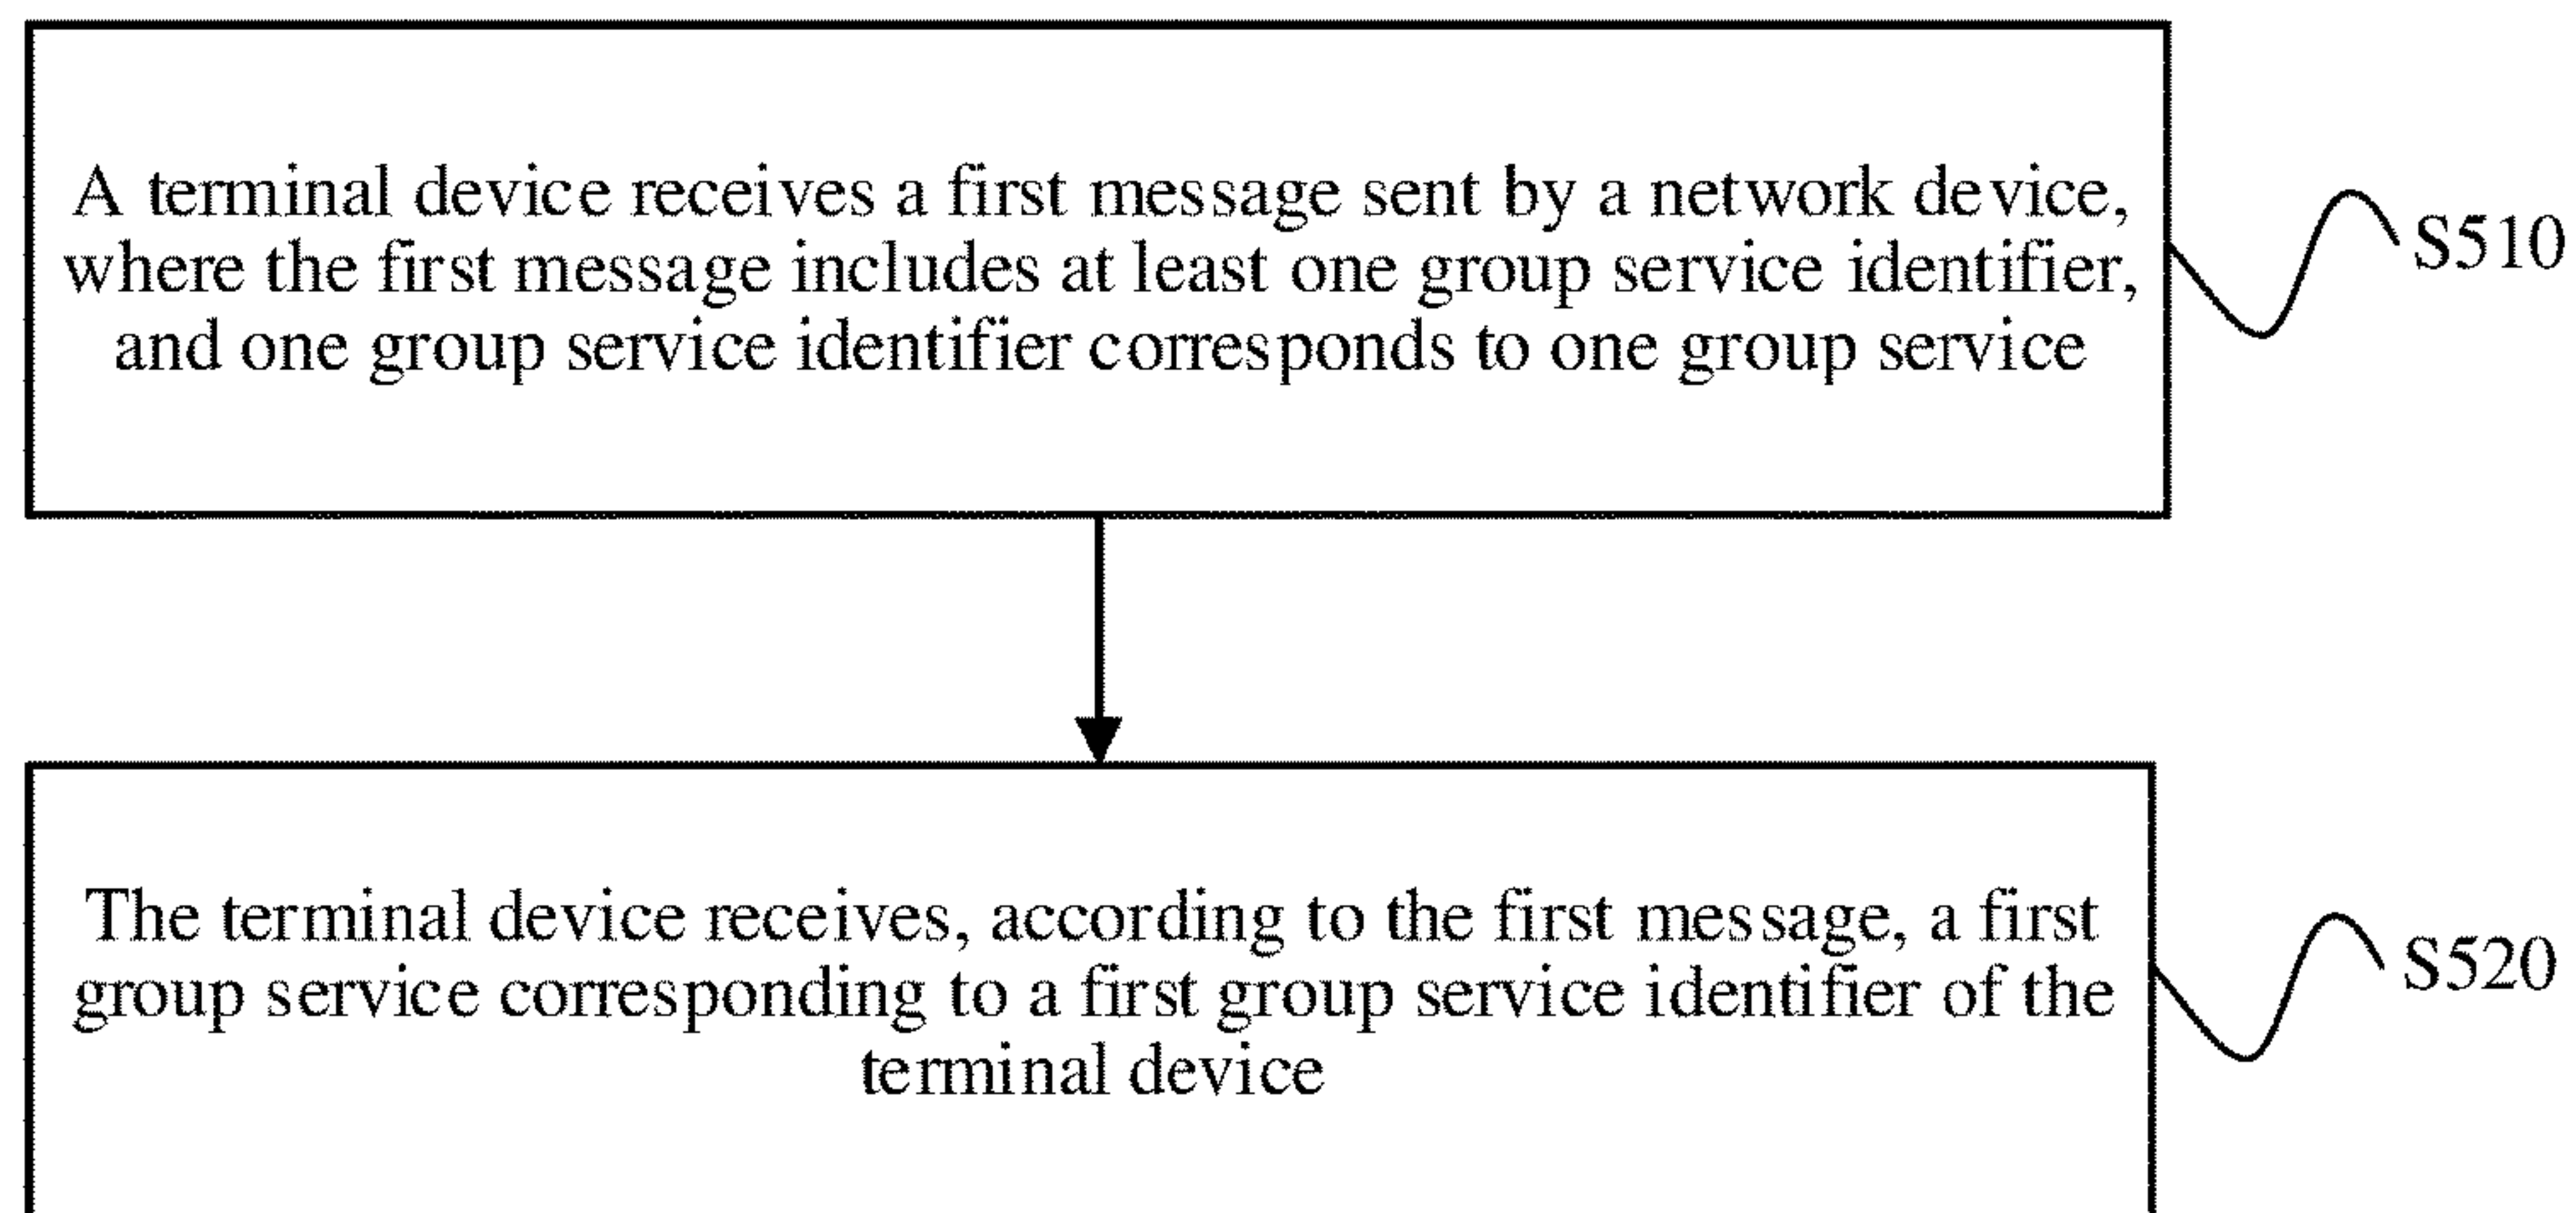 A terminal device receives a first message sent by a network device,
where the first message includes at least one group service identifier,
and one group service identifier corresponds to one group service
S510
The terminal device receives, according to the first message, a first
group service corresponding to a first group service identifier of the
terminal device
S520